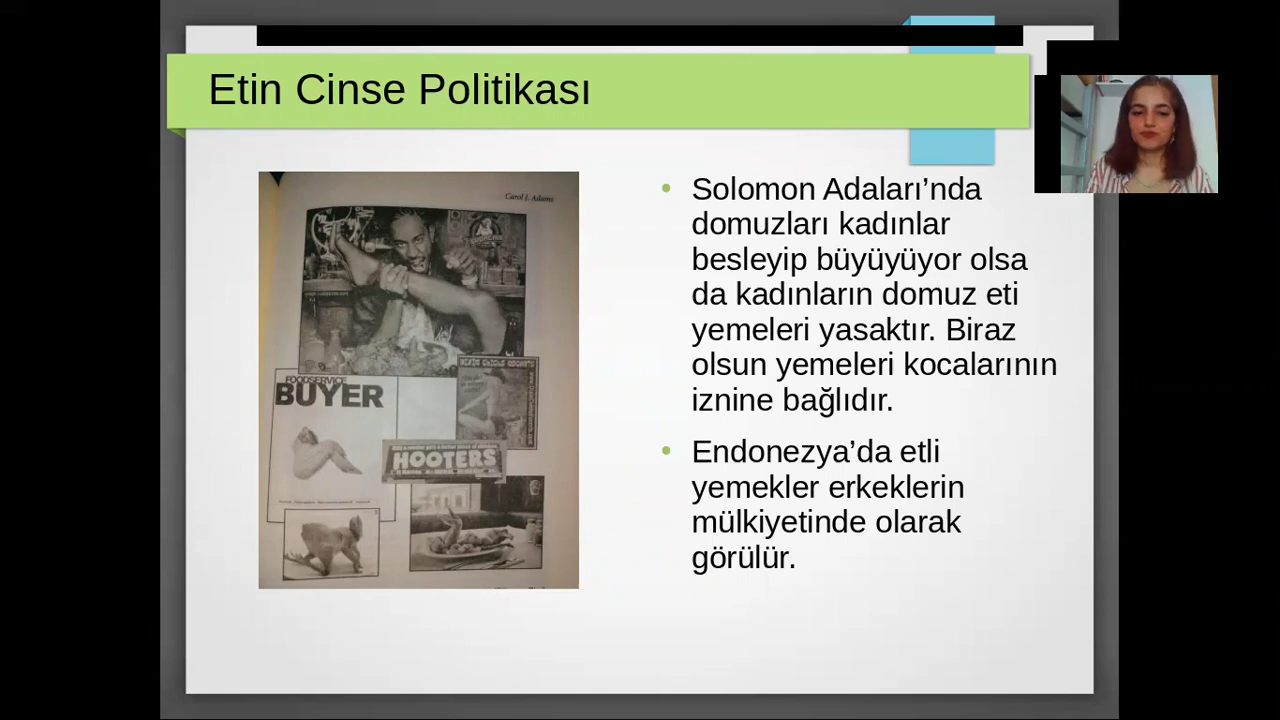 Etin Cinse Politikası
Carol J. Adams
FOODSERVICE
BUYER
HOOTERS
Solomon Adaları’nda
domuzları kadınlar
besleyip büyüyüyor olsa
da kadınların domuz eti
yemeleri yasaktır. Biraz
olsun yemeleri kocalarının
iznine bağlıdır.
Endonezya’da etli
yemekler erkeklerin
mülkiyetinde olarak
görülür.